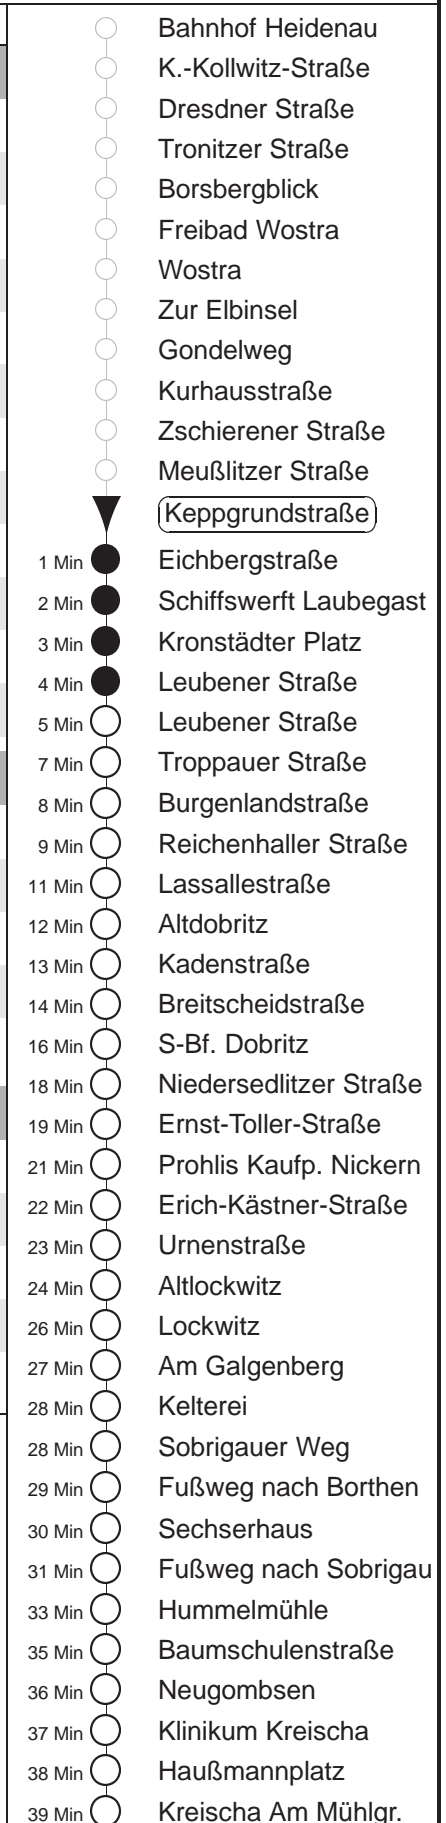 Bahnhof Heidenau
K.-Kollwitz-Straße
Dresdner Straße
Tronitzer Straße
Borsbergblick
Freibad Wostra
Wostra
Zur Elbinsel
Gondelweg
Kurhausstraße
Zschierener Straße
Meußlitzer Straße
Keppgrundstraße
1 Min Eichbergstraße
2 Min Schiffswerft Laubegast
3 Min Kronstädter Platz
4 Min Leubener Straße
5 Min Leubener Straße
7 Min Troppauer Straße
8 Min Burgenlandstraße
9 Min Reichenhaller Straße
11 Min Lassallestraße
12 Min Altdobritz
13 Min Kadenstraße
14 Min Breitscheidstraße
16 Min S-Bf. Dobritz
18 Min Niedersedlitzer Straße
19 Min Ernst-Toller-Straße
21 Min Prohlis Kaufp. Nickern
22 Min Erich-Kästner-Straße
23 Min Urnenstraße
24 Min Altlockwitz
26 Min Lockwitz
27 Min Am Galgenberg
28 Min Kelterei
28 Min Sobrigauer Weg
29 Min Fußweg nach Borthen
30 Min Sechserhaus
31 Min Fußweg nach Sobrigau
33 Min Hummelmühle
35 Min Baumschulenstraße
36 Min Neugombsen
37 Min Klinikum Kreischa
38 Min Haußmannplatz
39 Min Kreischa Am Mühlgr.